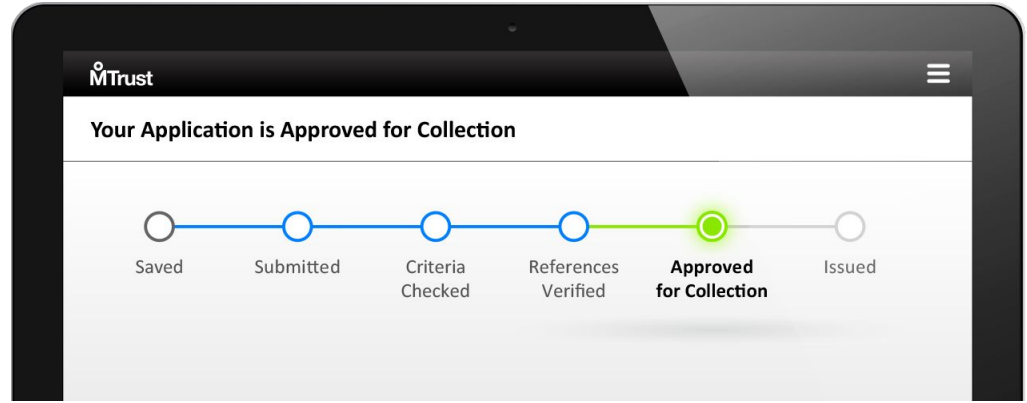 MTrust
Your Application is Approved for Collection
Saved
Submitted
Criteria
Checked
References
Verified
Approved
for Collection
Issued